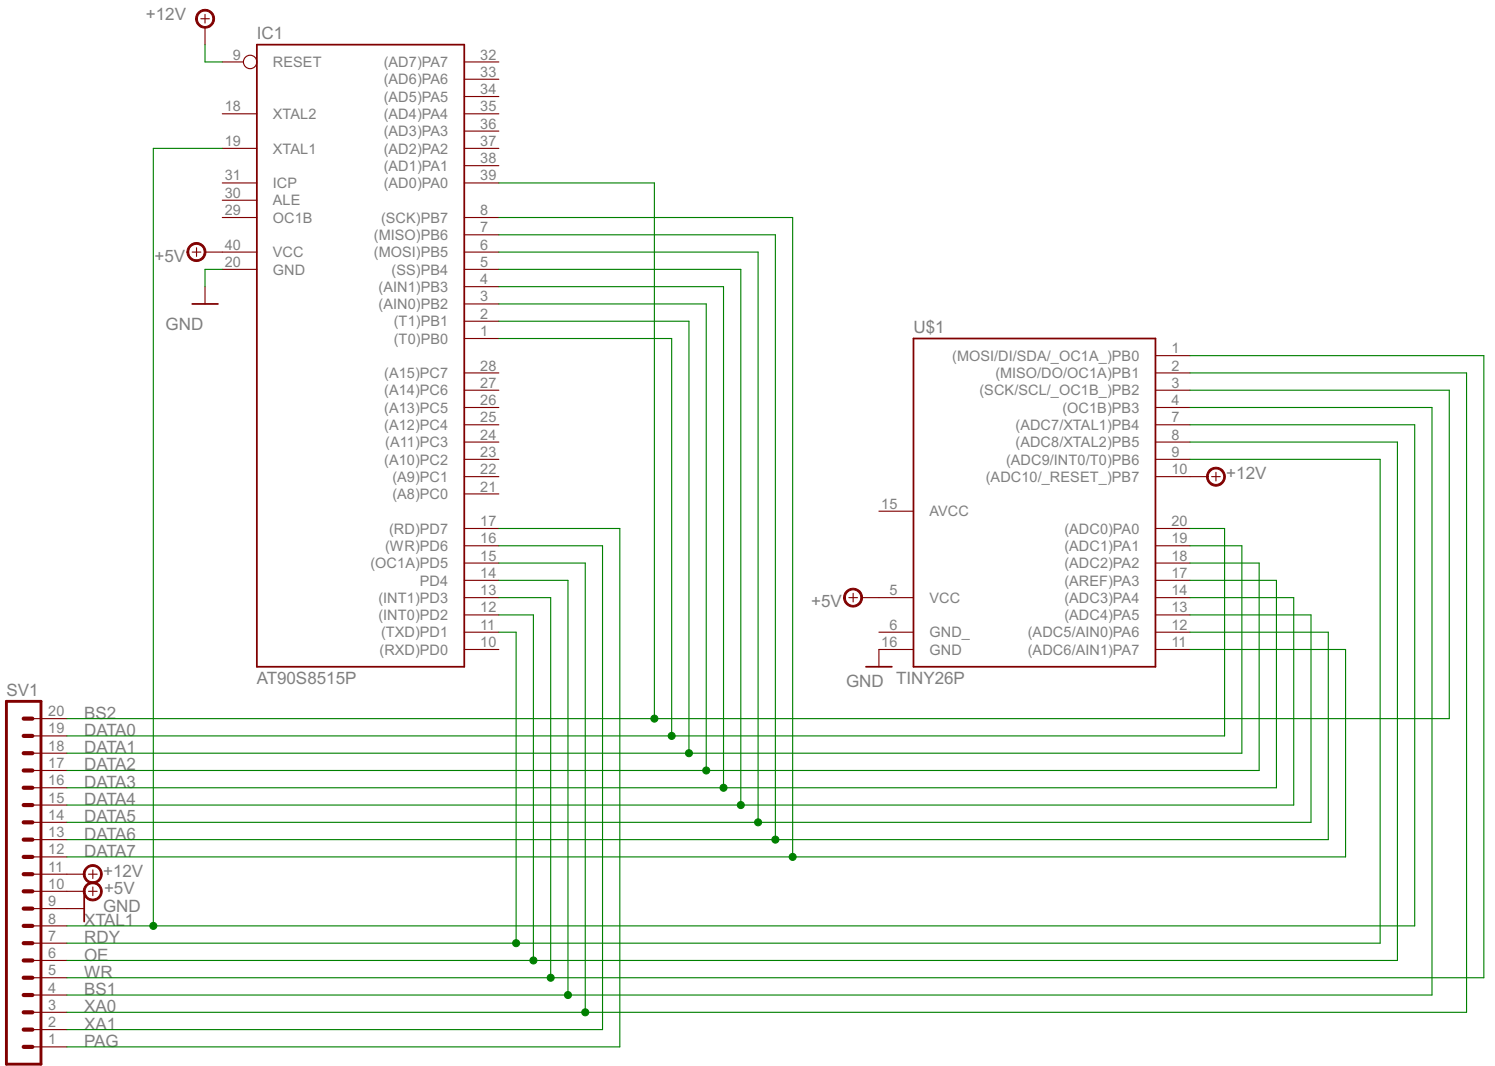 +12V
IC1
9 RESET
18 XTAL2
19 XTAL1
31 ICP
30 ALE
29 OC1B
+5V 40 VCC
20 GND
GND
(AD7)PA7 32
(AD6)PA6 33
(AD5)PA5 34
(AD4)PA4 35
(AD3)PA3 36
(AD2)PA2 37
(AD1)PA1 38
(AD0)PA0 39
(SCK)PB7 8
(MISO)PB6 7
(MOSI)PB5 6
(SS)PB4 5
(AIN1)PB3 4
(AIN0)PB2 3
(T1)PB1 2
(T0)PB0 1
(A15)PC7 28
(A14)PC6 27
(A13)PC5 26
(A12)PC4 25
(A11)PC3 24
(A10)PC2 23
(A9)PC1 22
(A8)PC0 21
(RD)PD7 17
(WR)PD6 16
(OC1A)PD5 15
PD4 14
(INT1)PD3 13
(INT0)PD2 12
(TXD)PD1 11
(RXD)PD0 10
AT90S8515P
U$1
(MOSI/DI/SDA/_OC1A_)PB0 1
(MISO/DO/OC1A)PB1 2
(SCK/SCL/_OC1B_)PB2 3
(OC1B)PB3 4
(ADC7/XTAL1)PB4 7
(ADC8/XTAL2)PB5 8
(ADC9/INT0/T0)PB6 9
(ADC10/_RESET_)PB7 10 +12V
15 AVCC
(ADC0)PA0 20
(ADC1)PA1 19
(ADC2)PA2 18
(AREF)PA3 17
(ADC3)PA4 14
(ADC4)PA5 13
(ADC5/AIN0)PA6 12
(ADC6/AIN1)PA7 11
+5V 5 VCC
6 GND_
16 GND
GND TINY26P
SV1
20 BS2
19 DATA0
18 DATA1
17 DATA2
16 DATA3
15 DATA4
14 DATA5
13 DATA6
12 DATA7
11 +12V
10 +5V
9 GND
8 XTAL1
7 RDY
6 OE
5 WR
4 BS1
3 XA0
2 XA1
1 PAG